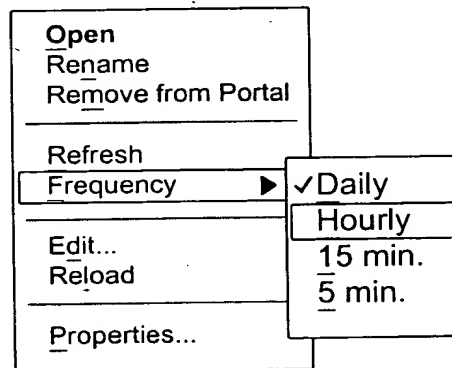 Open
Rename
Remove from Portal
Refresh
Frequency
✓Daily
Hourly
15 min.
5 min.
Edit...
Reload
Properties...